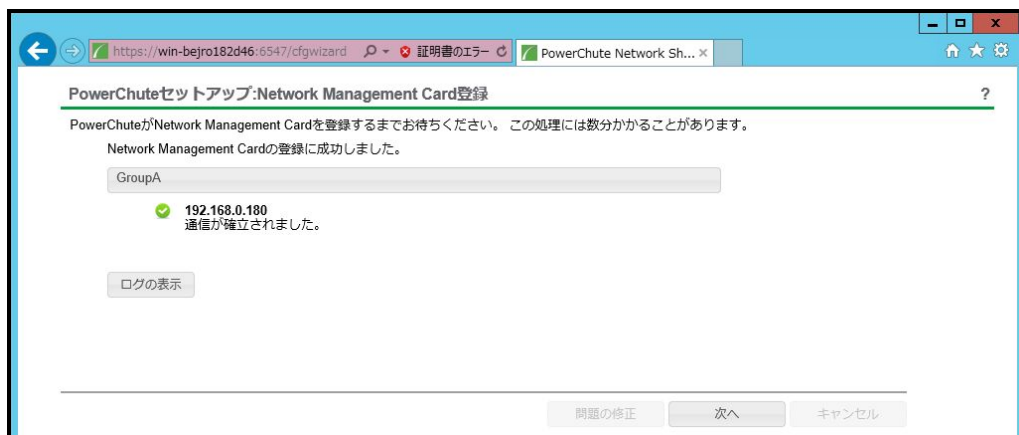 https://win-bejro182d46:6547/cfgwizard 証明書のエラー PowerChute Network Sh...
PowerChuteセットアップ:Network Management Card登録 ?
PowerChuteがNetwork Management Cardを登録するまでお待ちください。 この処理には数分かかることがあります。
Network Management Cardの登録に成功しました。
GroupA
192.168.0.180
通信が確立されました。
ログの表示
問題の修正 次へ キャンセル